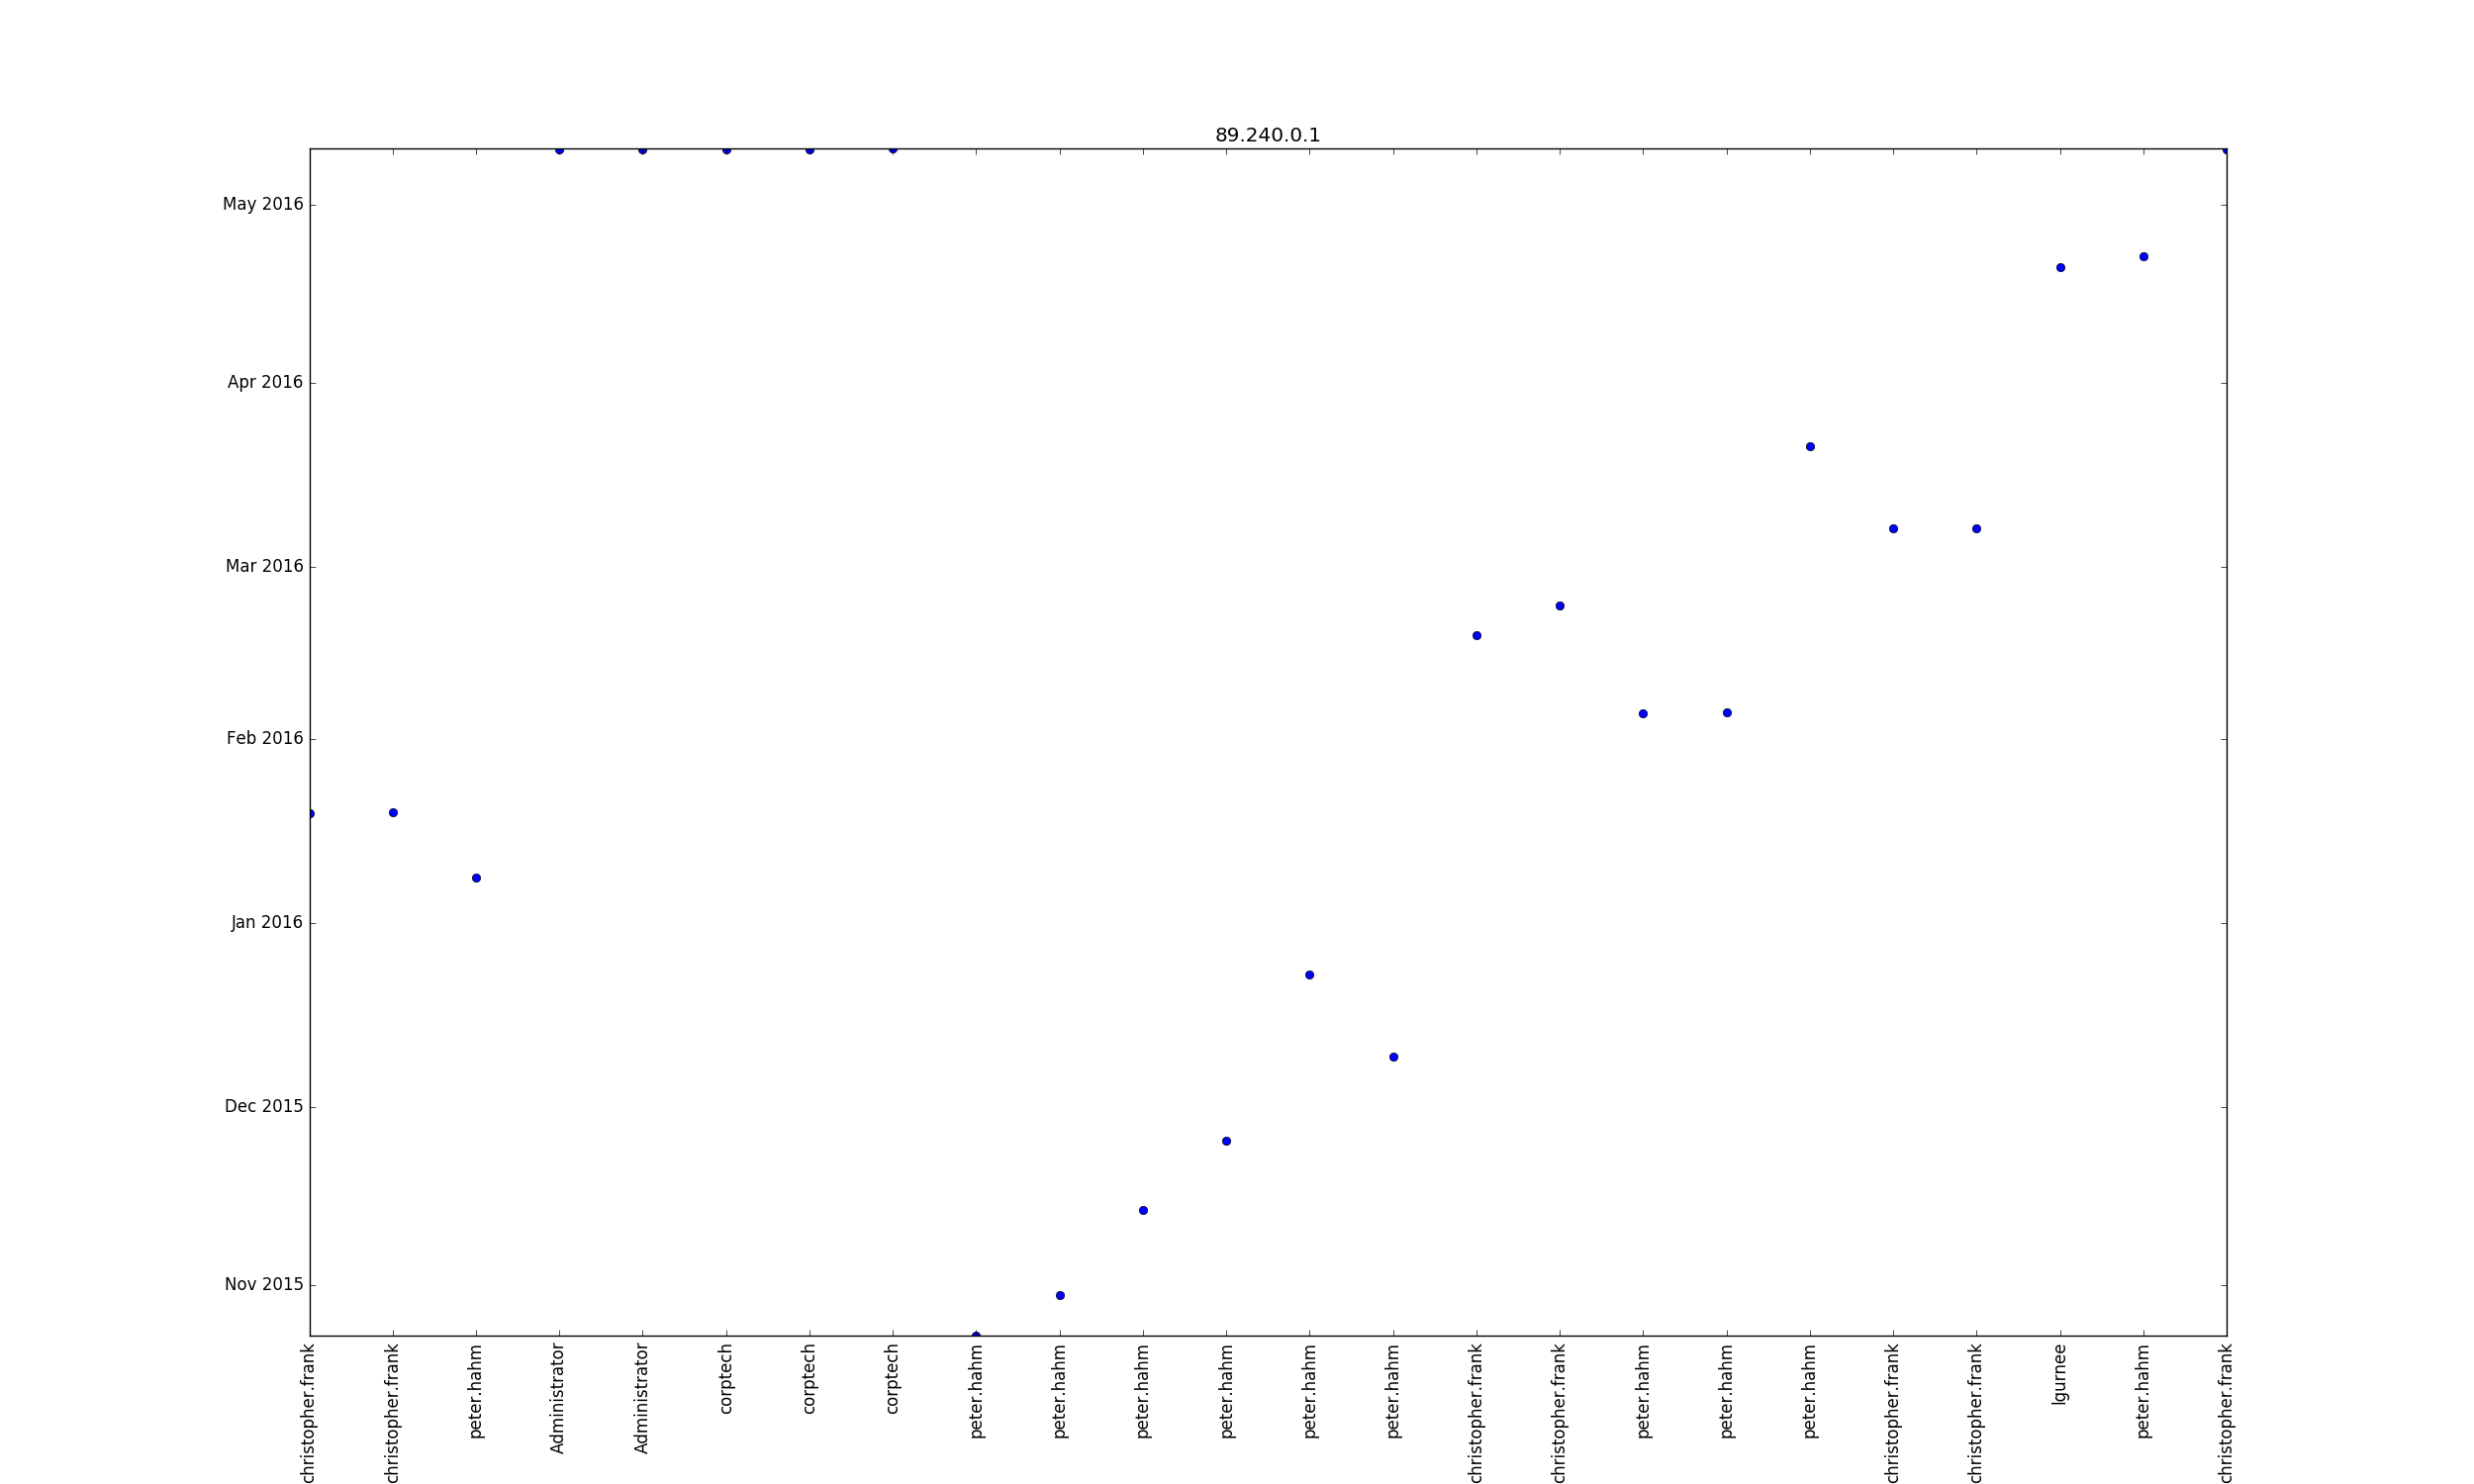 89.240.0.1
May 2016
Apr 2016
Mar 2016
Feb 2016
Jan 2016
Dec 2015
Nov 2015
christopher.frank
christopher.frank
peter.hahm
Administrator
Administrator
corptech
corptech
corptech
peter.hahm
peter.hahm
peter.hahm
peter.hahm
peter.hahm
peter.hahm
christopher.frank
christopher.frank
peter.hahm
peter.hahm
peter.hahm
christopher.frank
christopher.frank
lgurnee
peter.hahm
christopher.frank